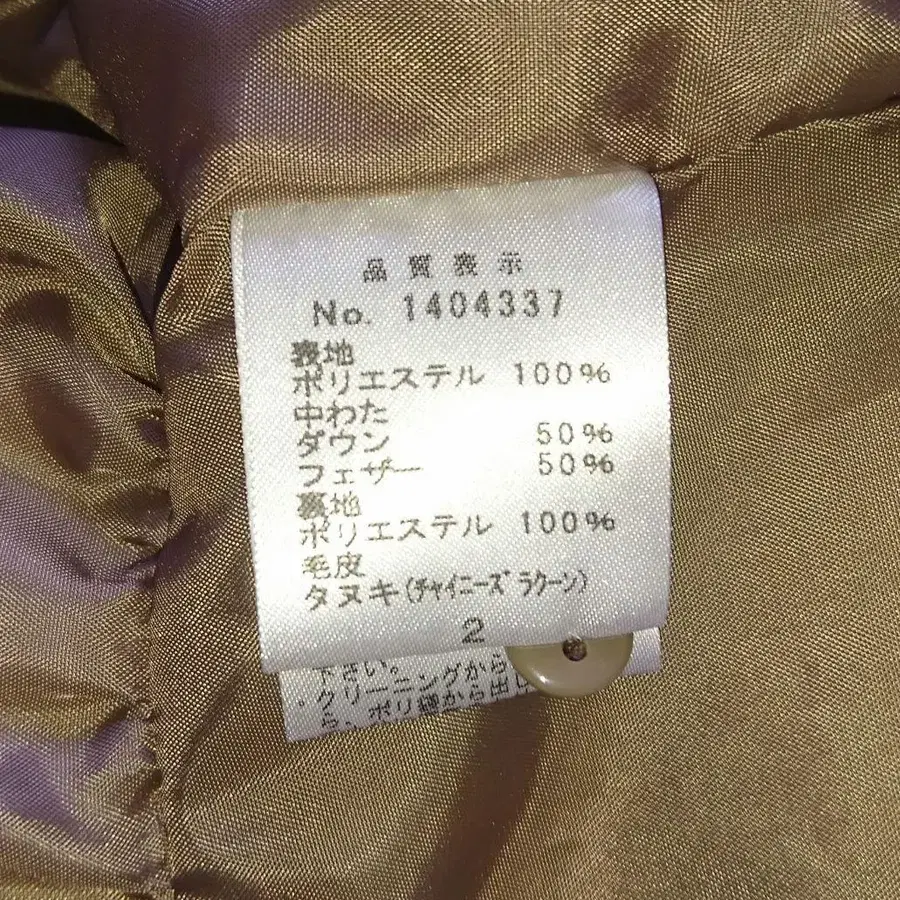 品質表示
No. 1404337
表地
ポリエステル 100%
中わた
ダウン 50%
フェザー 50%
裏地
ポリエステル 100%
毛皮
タヌキ(チャイニーズラクーン)
2
下さい。
・クリーニングから
ら、ポリ袋から出し